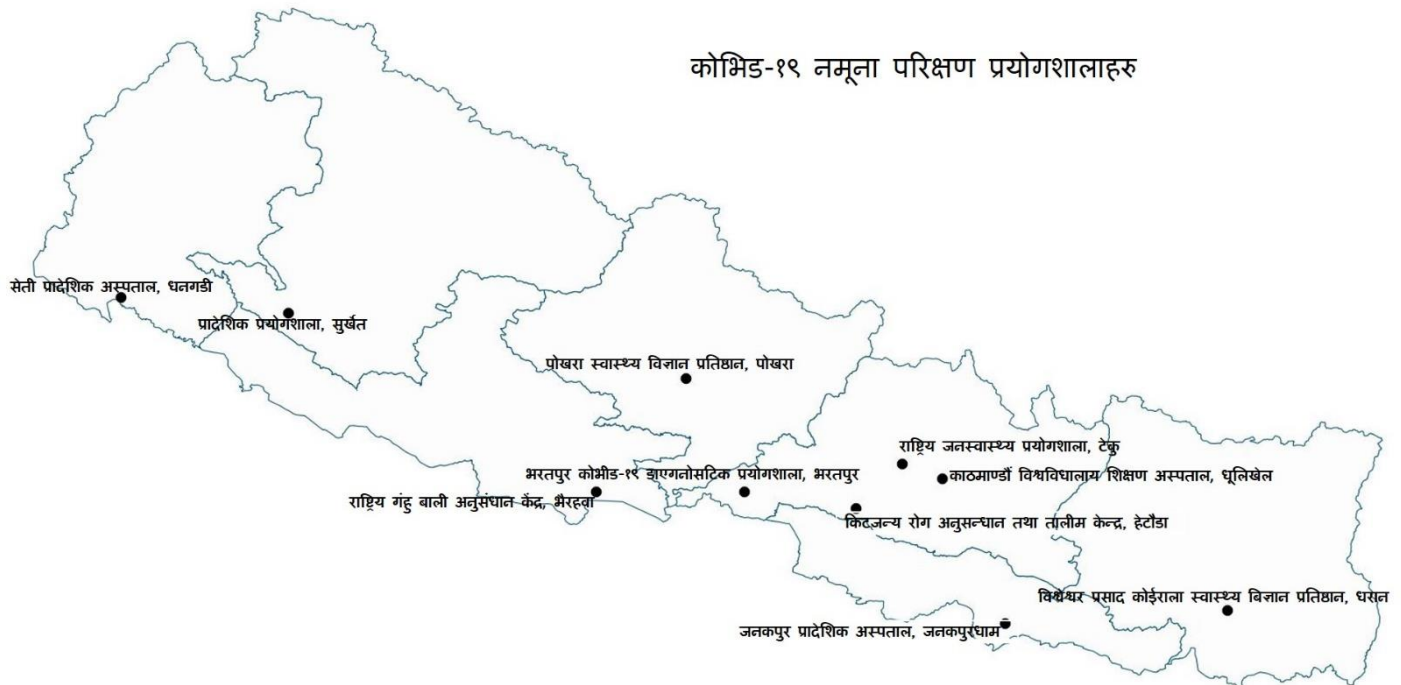 कोभिड-१९ नमूना परिक्षण प्रयोगशालाहरु
सेती प्रादेशिक अस्पताल, धनगडी
प्रादेशिक प्रयोगशाला, सुर्खेत
पोखरा स्वास्थ्य विज्ञान प्रतिष्ठान, पोखरा
राष्ट्रिय जनस्वास्थ्य प्रयोगशाला, टेकु
भरतपुर कोभीड-१९ डाएगनोसटिक प्रयोगशाला, भरतपुर
काठमाण्डौं विश्वविधालाय शिक्षण अस्पताल, धूलिखेल
राष्ट्रिय गंहु बाली अनुसंधान केंद्र, भैरहवा
किटजन्य रोग अनुसन्धान तथा तालीम केन्द्र, हेटौडा
विश्वेश्वर प्रसाद कोईराला स्वास्थ्य बिज्ञान प्रतिष्ठान, धरान
जनकपुर प्रादेशिक अस्पताल, जनकपुरधाम